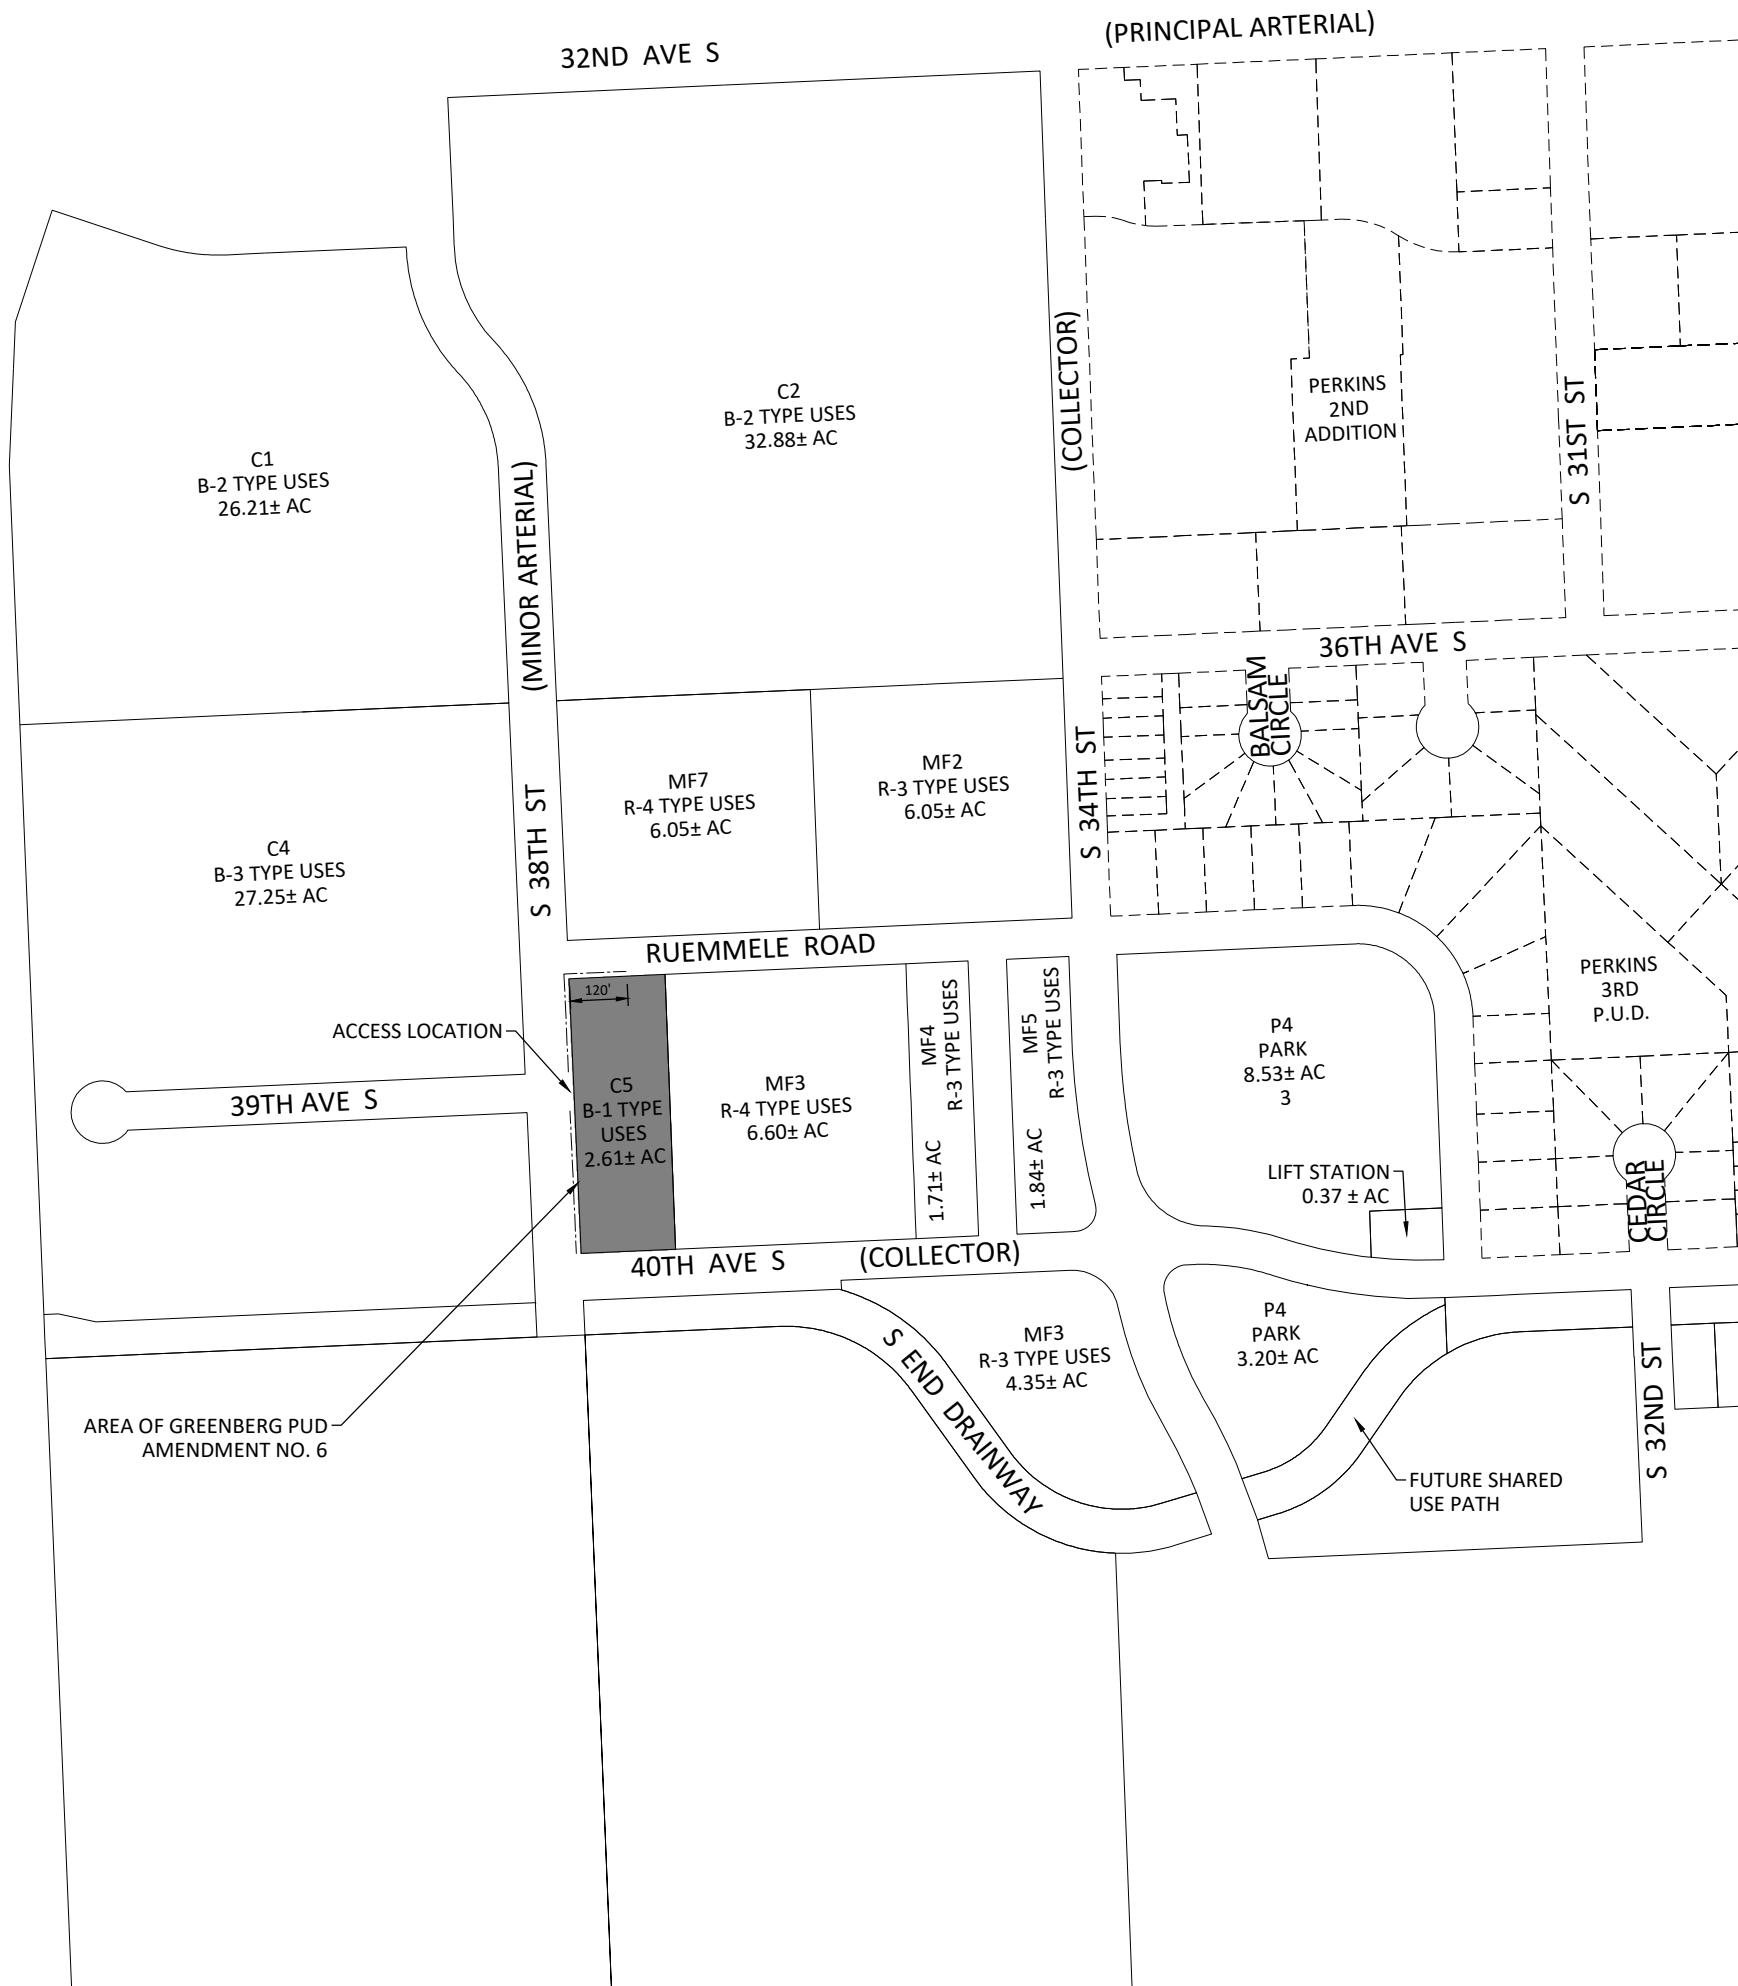 (PRINCIPAL ARTERIAL)
32ND AVE S
C2
B-2 TYPE USES
32.88± AC
C1
B-2 TYPE USES
26.21± AC
(MINOR ARTERIAL)
S 38TH ST
(COLLECTOR)
S 34TH ST
PERKINS
2ND
ADDITION
S 31ST ST
36TH AVE S
BALSAM
CIRCLE
MF7
R-4 TYPE USES
6.05± AC
MF2
R-3 TYPE USES
6.05± AC
C4
B-3 TYPE USES
27.25± AC
RUEMMELE ROAD
120'
ACCESS LOCATION
39TH AVE S
C5
B-1 TYPE
USES
2.61± AC
MF3
R-4 TYPE USES
6.60± AC
MF4
R-3 TYPE USES
1.71± AC
MF5
R-3 TYPE USES
1.84± AC
P4
PARK
8.53± AC
3
PERKINS
3RD
P.U.D.
LIFT STATION
0.37 ± AC
CEDAR
CIRCLE
40TH AVE S
(COLLECTOR)
MF3
R-3 TYPE USES
4.35± AC
P4
PARK
3.20± AC
S END DRAINWAY
S 32ND ST
AREA OF GREENBERG PUD
AMENDMENT NO. 6
FUTURE SHARED
USE PATH